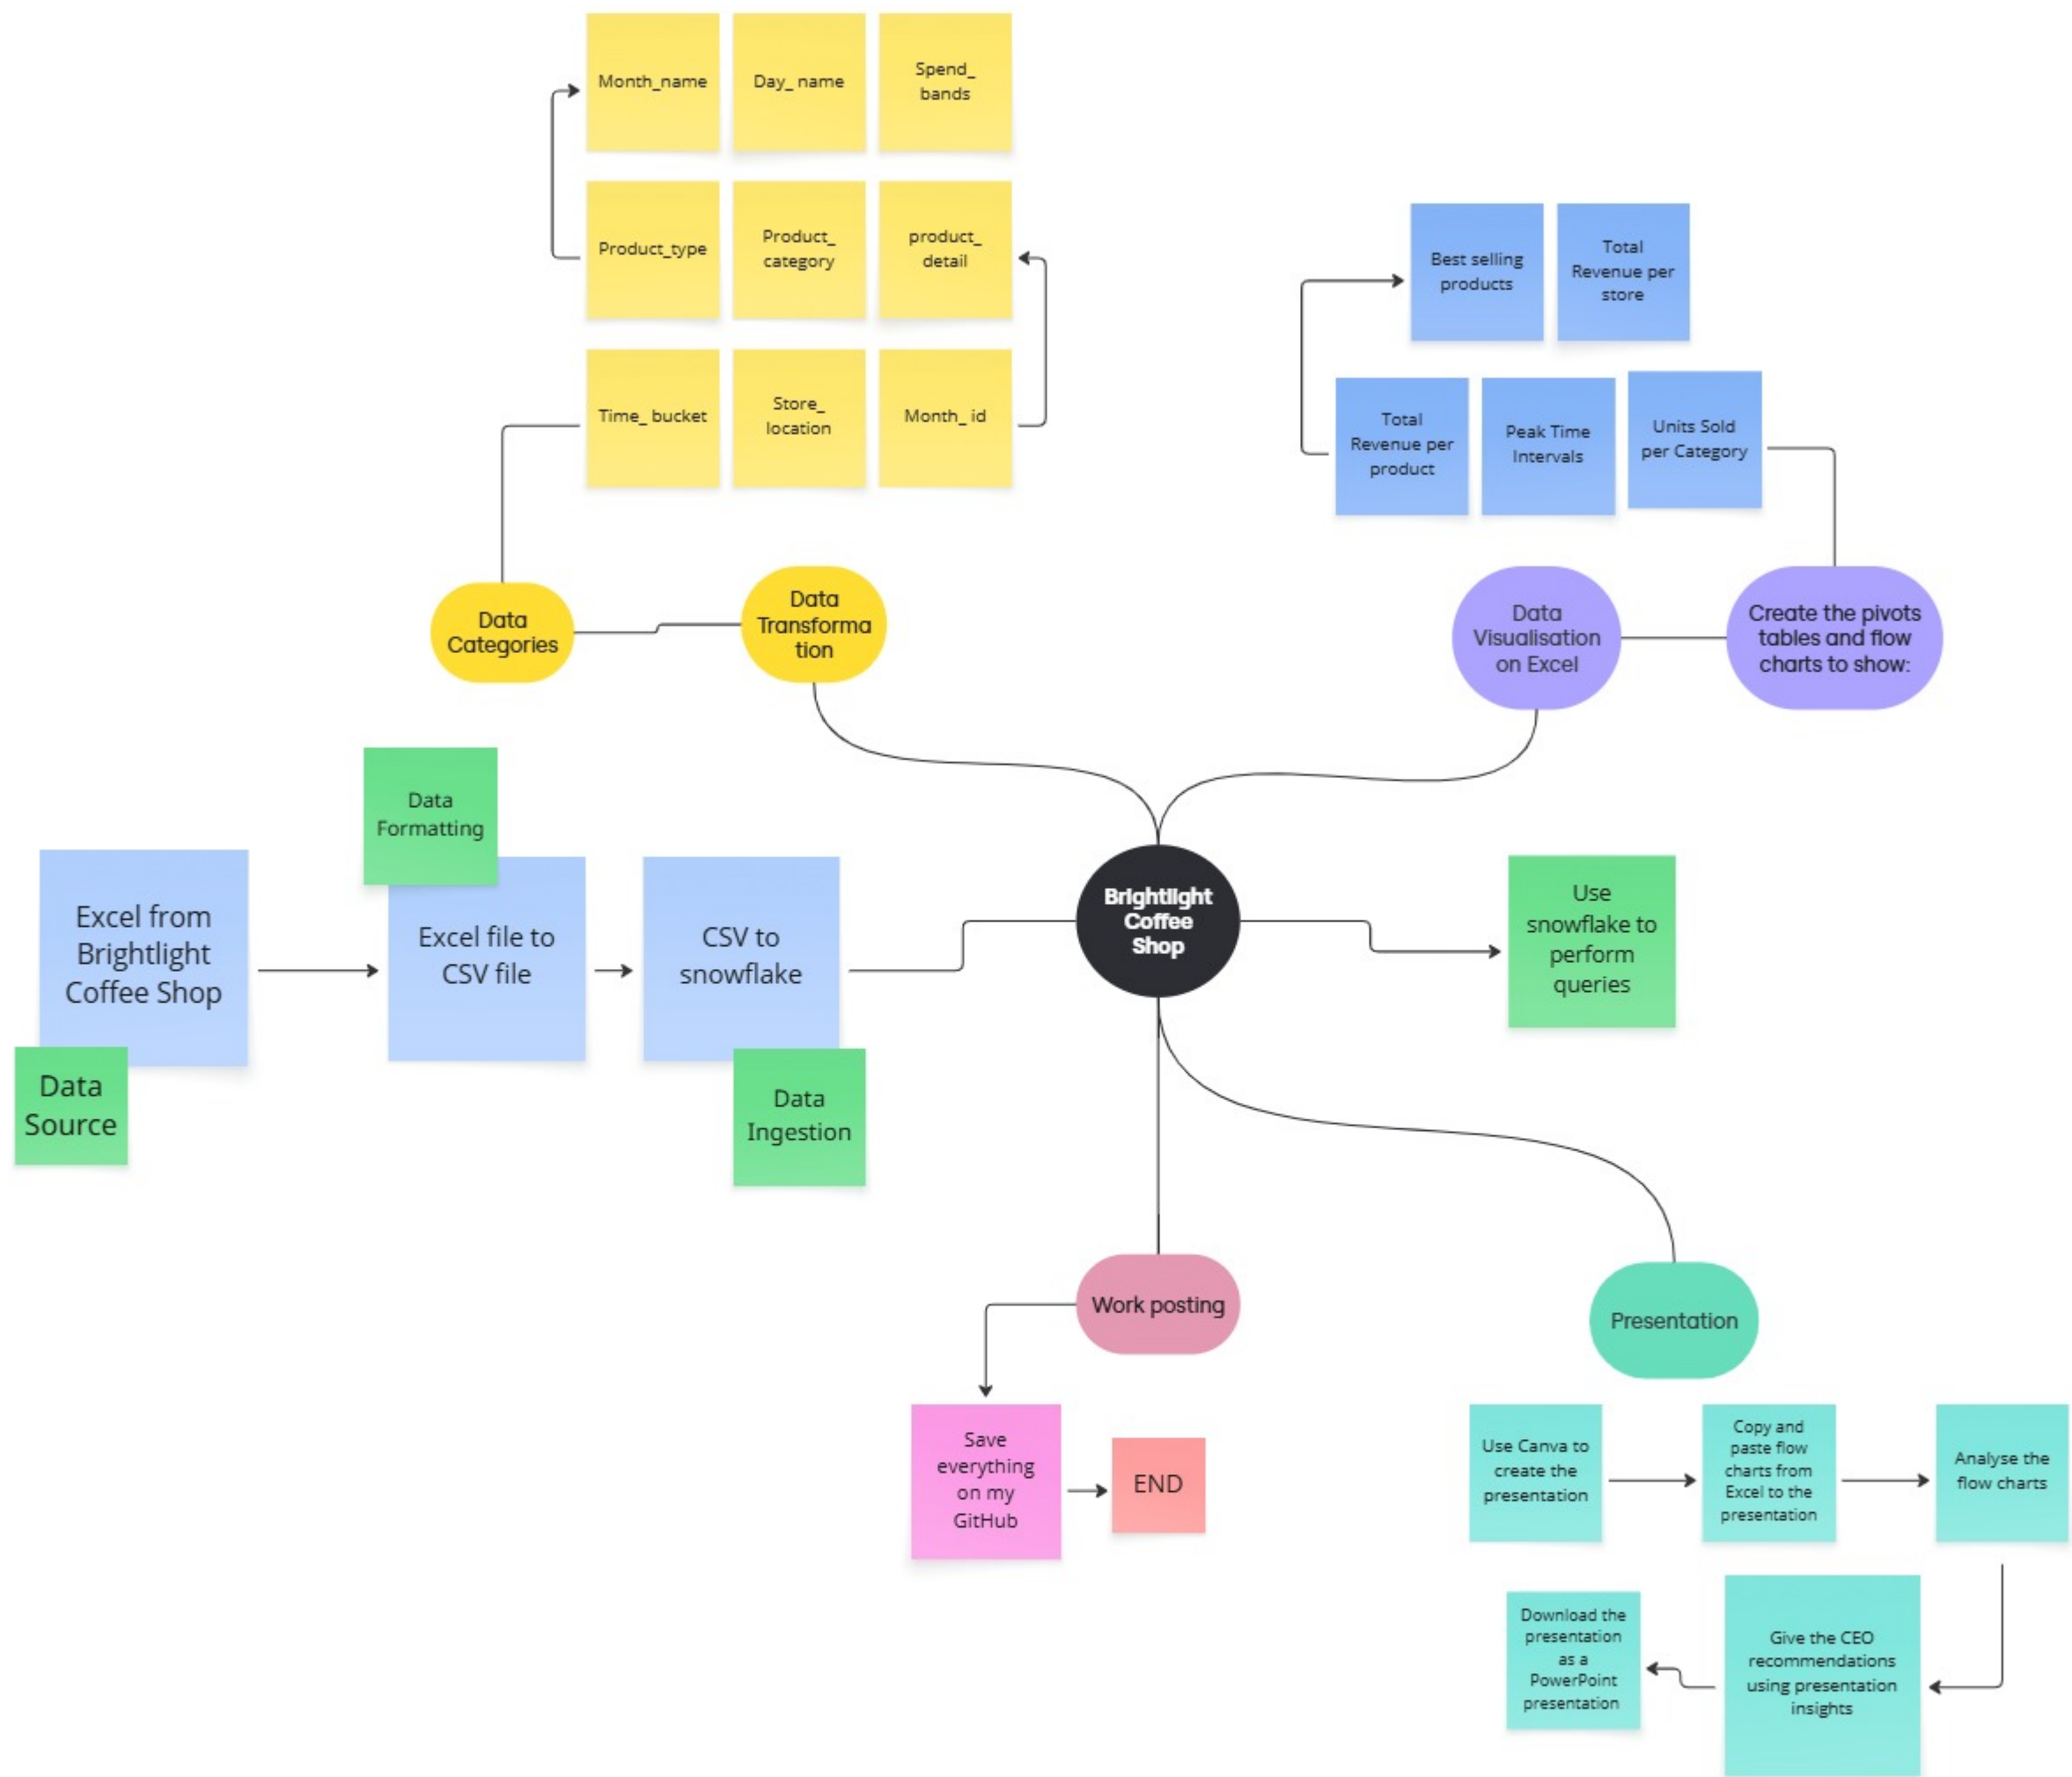 Month_name
Day_ name
Spend_
bands
Product_type
Product_
category
product_
detail
Time_ bucket
Store_
location
Month_ id
Best selling
products
Total
Revenue per
store
Total
Revenue per
product
Peak Time
Intervals
Units Sold
per Category
Data
Categories
Data
Transforma
tion
Data
Visualisation
on Excel
Create the pivots
tables and flow
charts to show:
Data
Formatting
Excel from
Brightlight
Coffee Shop
Excel file to
CSV file
CSV to
snowflake
Data
Source
Data
Ingestion
Brightlight
Coffee
Shop
Use
snowflake to
perform
queries
Work posting
Presentation
Save
everything
on my
GitHub
END
Use Canva to
create the
presentation
Copy and
paste flow
charts from
Excel to the
presentation
Analyse the
flow charts
Download the
presentation
as a
PowerPoint
presentation
Give the CEO
recommendations
using presentation
insights